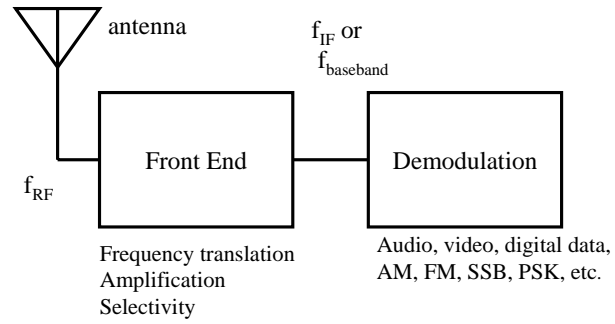 antenna
f_IF or
f_baseband
Front End
Demodulation
f_RF
Frequency translation
Amplification
Selectivity
Audio, video, digital data,
AM, FM, SSB, PSK, etc.